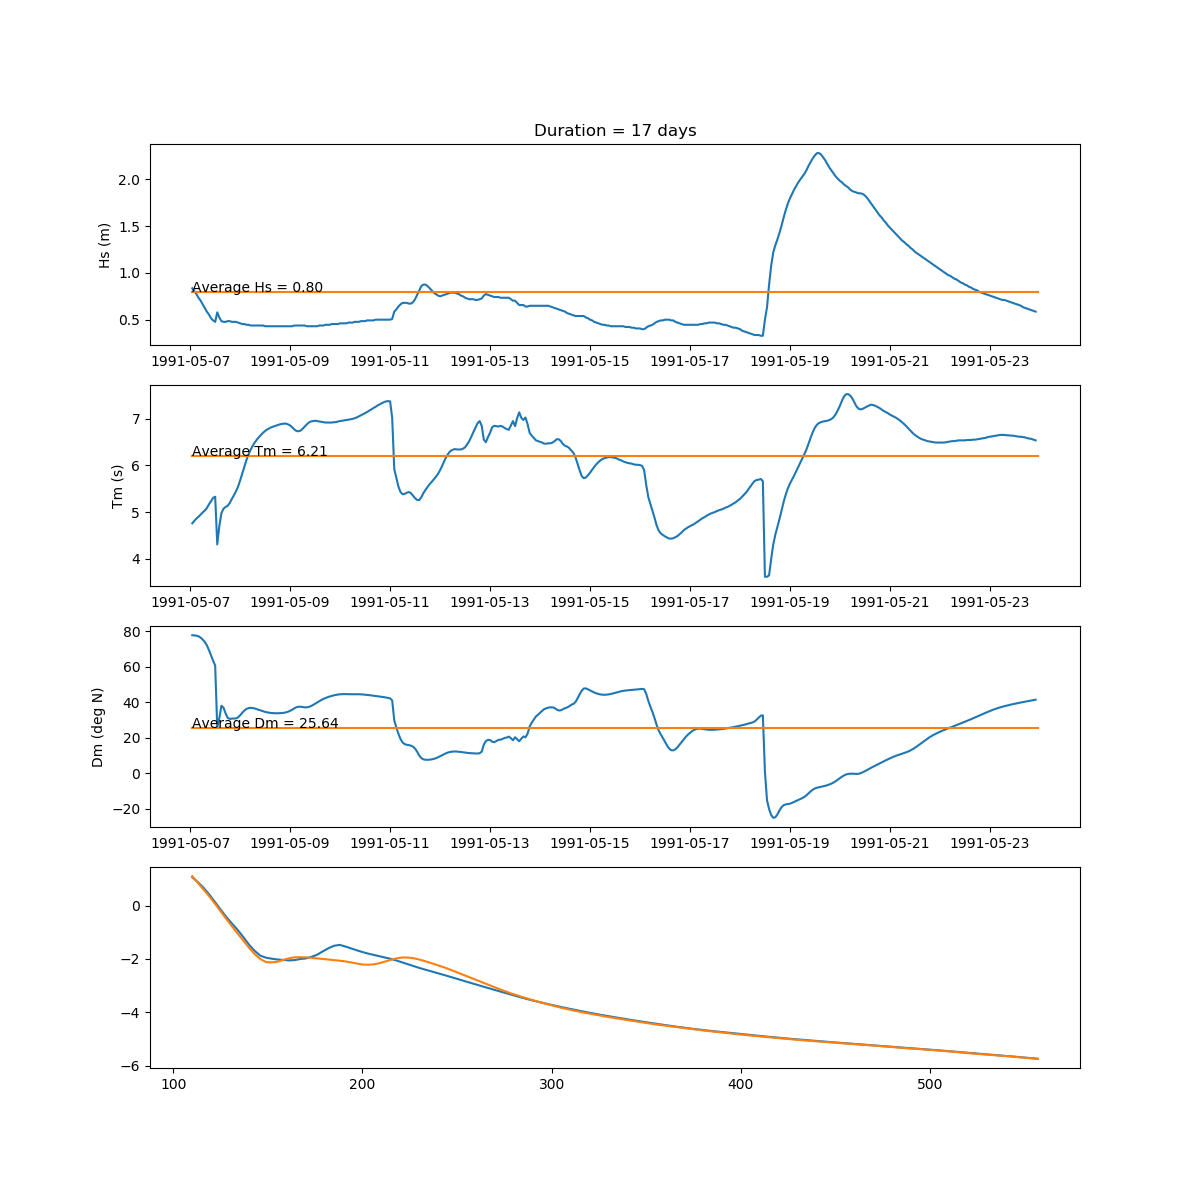 Duration = 17 days
Hs (m)
2.0
1.5
1.0
0.5
Average Hs = 0.80
1991-05-07 1991-05-09 1991-05-11 1991-05-13 1991-05-15 1991-05-17 1991-05-19 1991-05-21 1991-05-23
Tm (s)
7
6
5
4
Average Tm = 6.21
1991-05-07 1991-05-09 1991-05-11 1991-05-13 1991-05-15 1991-05-17 1991-05-19 1991-05-21 1991-05-23
Dm (deg N)
80
60
40
20
0
−20
Average Dm = 25.64
1991-05-07 1991-05-09 1991-05-11 1991-05-13 1991-05-15 1991-05-17 1991-05-19 1991-05-21 1991-05-23
0
−2
−4
−6
100 200 300 400 500